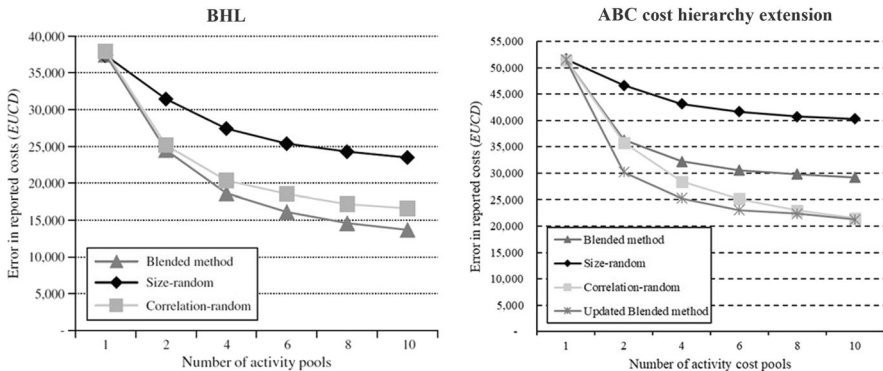 BHL
Error in reported costs (EUCD)
40,000
35,000
30,000
25,000
20,000
15,000
10,000
5,000
-
Blended method
Size-random
Correlation-random
1 2 4 6 8 10
Number of activity pools
ABC cost hierarchy extension
Error in reported costs (EUCD)
55,000
50,000
45,000
40,000
35,000
30,000
25,000
20,000
15,000
10,000
5,000
-
Blended method
Size-random
Correlation-random
Updated Blended method
1 2 4 6 8 10
Number of activity cost pools